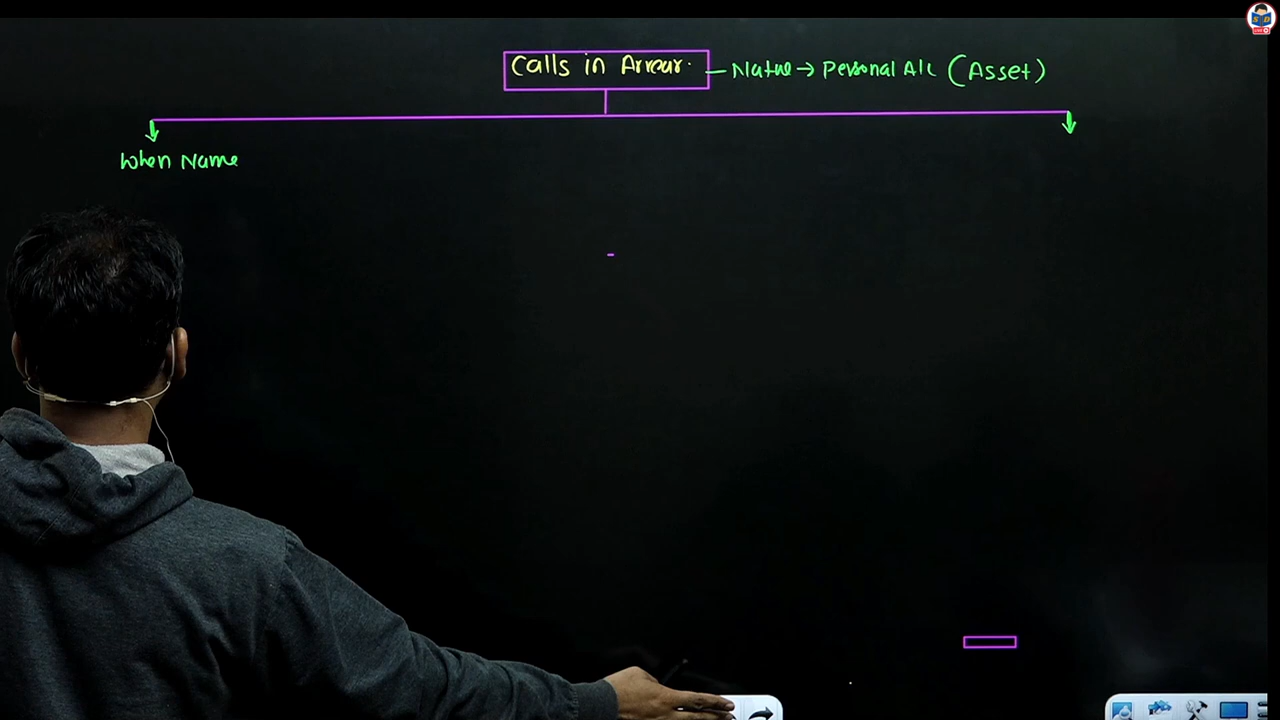 Calls in Arrear.
– Nature → Personal A/c (Asset)
When Name